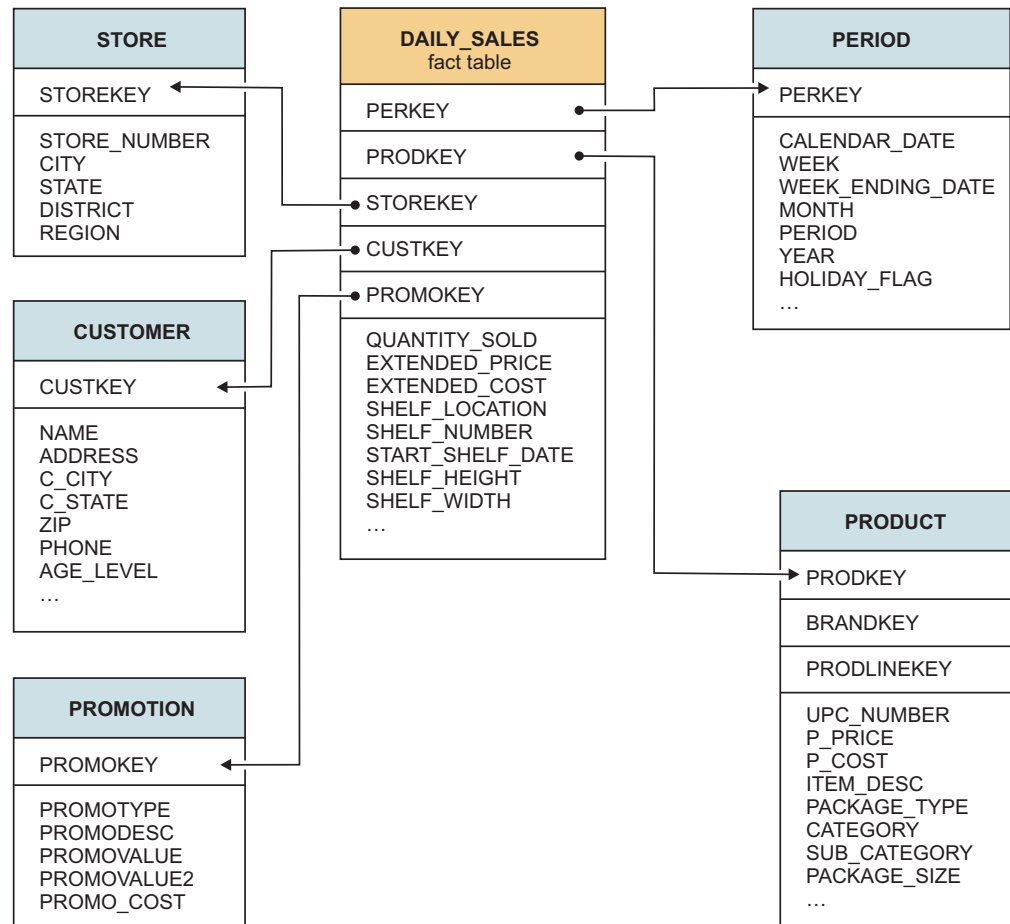 STORE
STOREKEY
STORE_NUMBER
CITY
STATE
DISTRICT
REGION
CUSTOMER
CUSTKEY
NAME
ADDRESS
C_CITY
C_STATE
ZIP
PHONE
AGE_LEVEL
…
PROMOTION
PROMOKEY
PROMOTYPE
PROMODESC
PROMOVALUE
PROMOVALUE2
PROMO_COST
DAILY_SALES
fact table
PERKEY
PRODKEY
STOREKEY
CUSTKEY
PROMOKEY
QUANTITY_SOLD
EXTENDED_PRICE
EXTENDED_COST
SHELF_LOCATION
SHELF_NUMBER
START_SHELF_DATE
SHELF_HEIGHT
SHELF_WIDTH
…
PERIOD
PERKEY
CALENDAR_DATE
WEEK
WEEK_ENDING_DATE
MONTH
PERIOD
YEAR
HOLIDAY_FLAG
…
PRODUCT
PRODKEY
BRANDKEY
PRODLINEKEY
UPC_NUMBER
P_PRICE
P_COST
ITEM_DESC
PACKAGE_TYPE
CATEGORY
SUB_CATEGORY
PACKAGE_SIZE
…